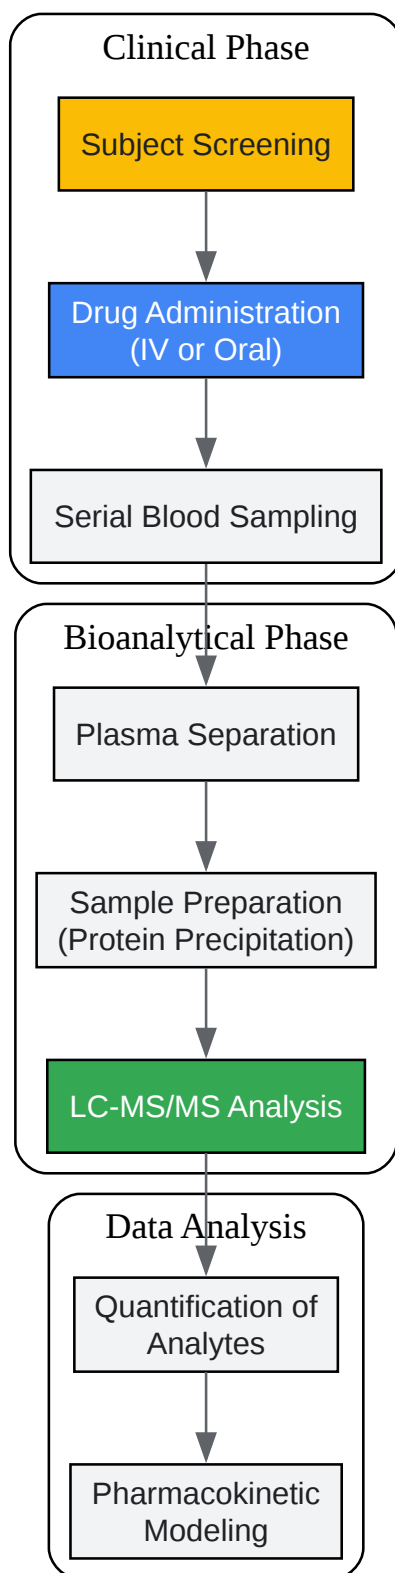 Clinical Phase
Subject Screening
Drug Administration
(IV or Oral)
Serial Blood Sampling
Bioanalytical Phase
Plasma Separation
Sample Preparation
(Protein Precipitation)
LC-MS/MS Analysis
Data Analysis
Quantification of
Analytes
Pharmacokinetic
Modeling